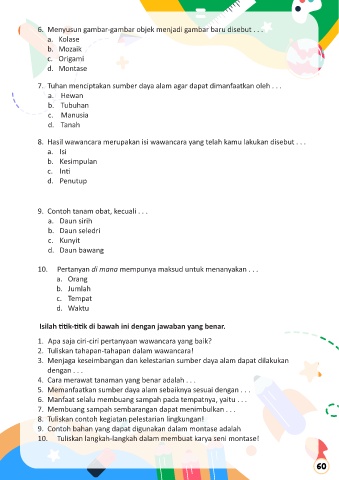 6. Menyusun gambar-gambar objek menjadi gambar baru disebut . . .
a. Kolase
b. Mozaik
c. Origami
d. Montase
7. Tuhan menciptakan sumber daya alam agar dapat dimanfaatkan oleh . . .
a. Hewan
b. Tubuhan
c. Manusia
d. Tanah
8. Hasil wawancara merupakan isi wawancara yang telah kamu lakukan disebut . . .
a. Isi
b. Kesimpulan
c. Inti
d. Penutup
9. Contoh tanam obat, kecuali . . .
a. Daun sirih
b. Daun seledri
c. Kunyit
d. Daun bawang
10. Pertanyan di mana mempunya maksud untuk menanyakan . . .
a. Orang
b. Jumlah
c. Tempat
d. Waktu
Isilah titik-titik di bawah ini dengan jawaban yang benar.
1. Apa saja ciri-ciri pertanyaan wawancara yang baik?
2. Tuliskan tahapan-tahapan dalam wawancara!
3. Menjaga keseimbangan dan kelestarian sumber daya alam dapat dilakukan
dengan . . .
4. Cara merawat tanaman yang benar adalah . . .
5. Memanfaatkan sumber daya alam sebaiknya sesuai dengan . . .
6. Manfaat selalu membuang sampah pada tempatnya, yaitu . . .
7. Membuang sampah sembarangan dapat menimbulkan . . .
8. Tuliskan contoh kegiatan pelestarian lingkungan!
9. Contoh bahan yang dapat digunakan dalam montase adalah
10. Tuliskan langkah-langkah dalam membuat karya seni montase!
60